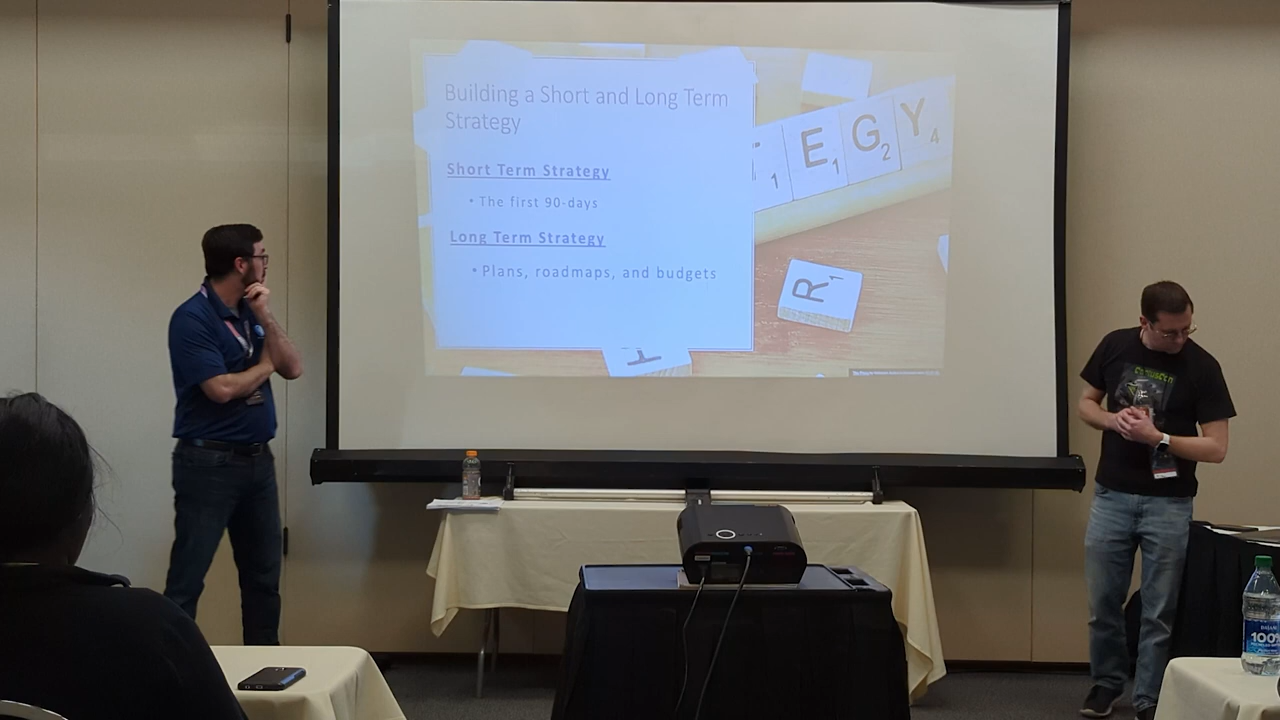 Building a Short and Long Term
Strategy
Short Term Strategy
• The first 90-days
Long Term Strategy
• Plans, roadmaps, and budgets
E1 G2 Y4
R1
100%